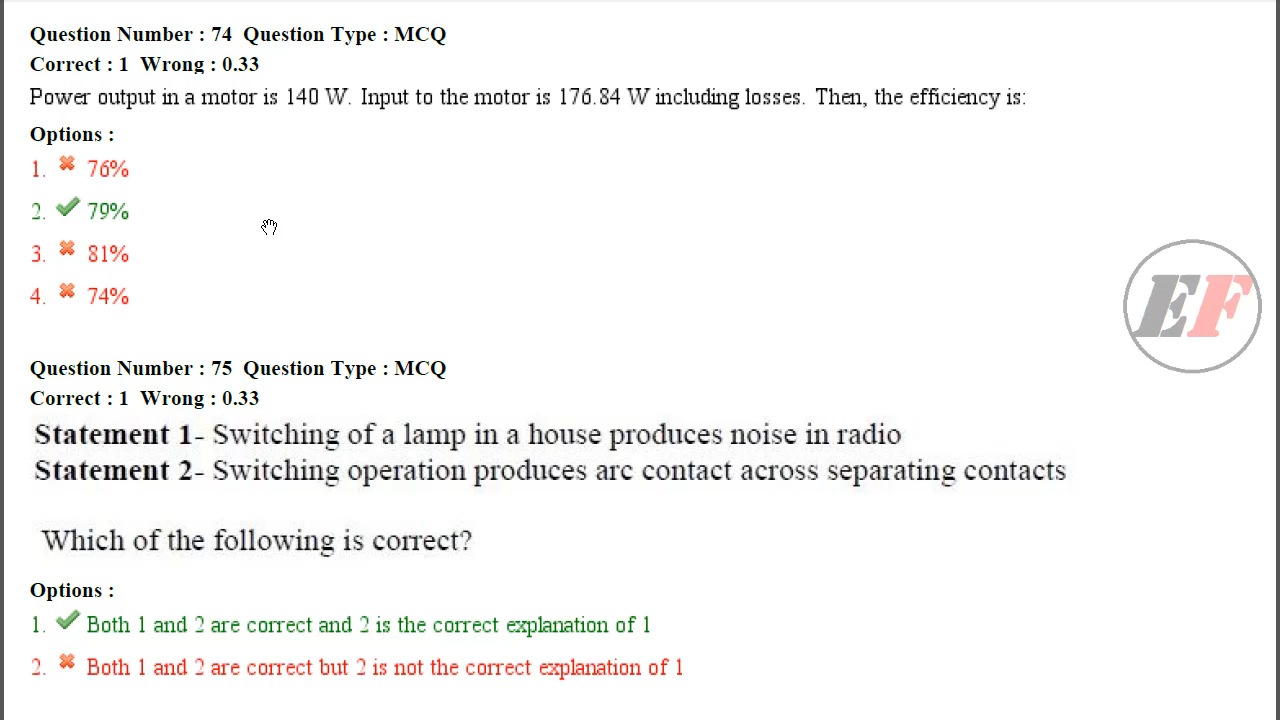 Question Number : 74 Question Type : MCQ
Correct : 1 Wrong : 0.33
Power output in a motor is 140 W. Input to the motor is 176.84 W including losses. Then, the efficiency is:
Options :
1. 76%
2. 79%
3. 81%
4. 74%
EF
Question Number : 75 Question Type : MCQ
Correct : 1 Wrong : 0.33
Statement 1- Switching of a lamp in a house produces noise in radio
Statement 2- Switching operation produces arc contact across separating contacts
Which of the following is correct?
Options :
1. Both 1 and 2 are correct and 2 is the correct explanation of 1
2. Both 1 and 2 are correct but 2 is not the correct explanation of 1